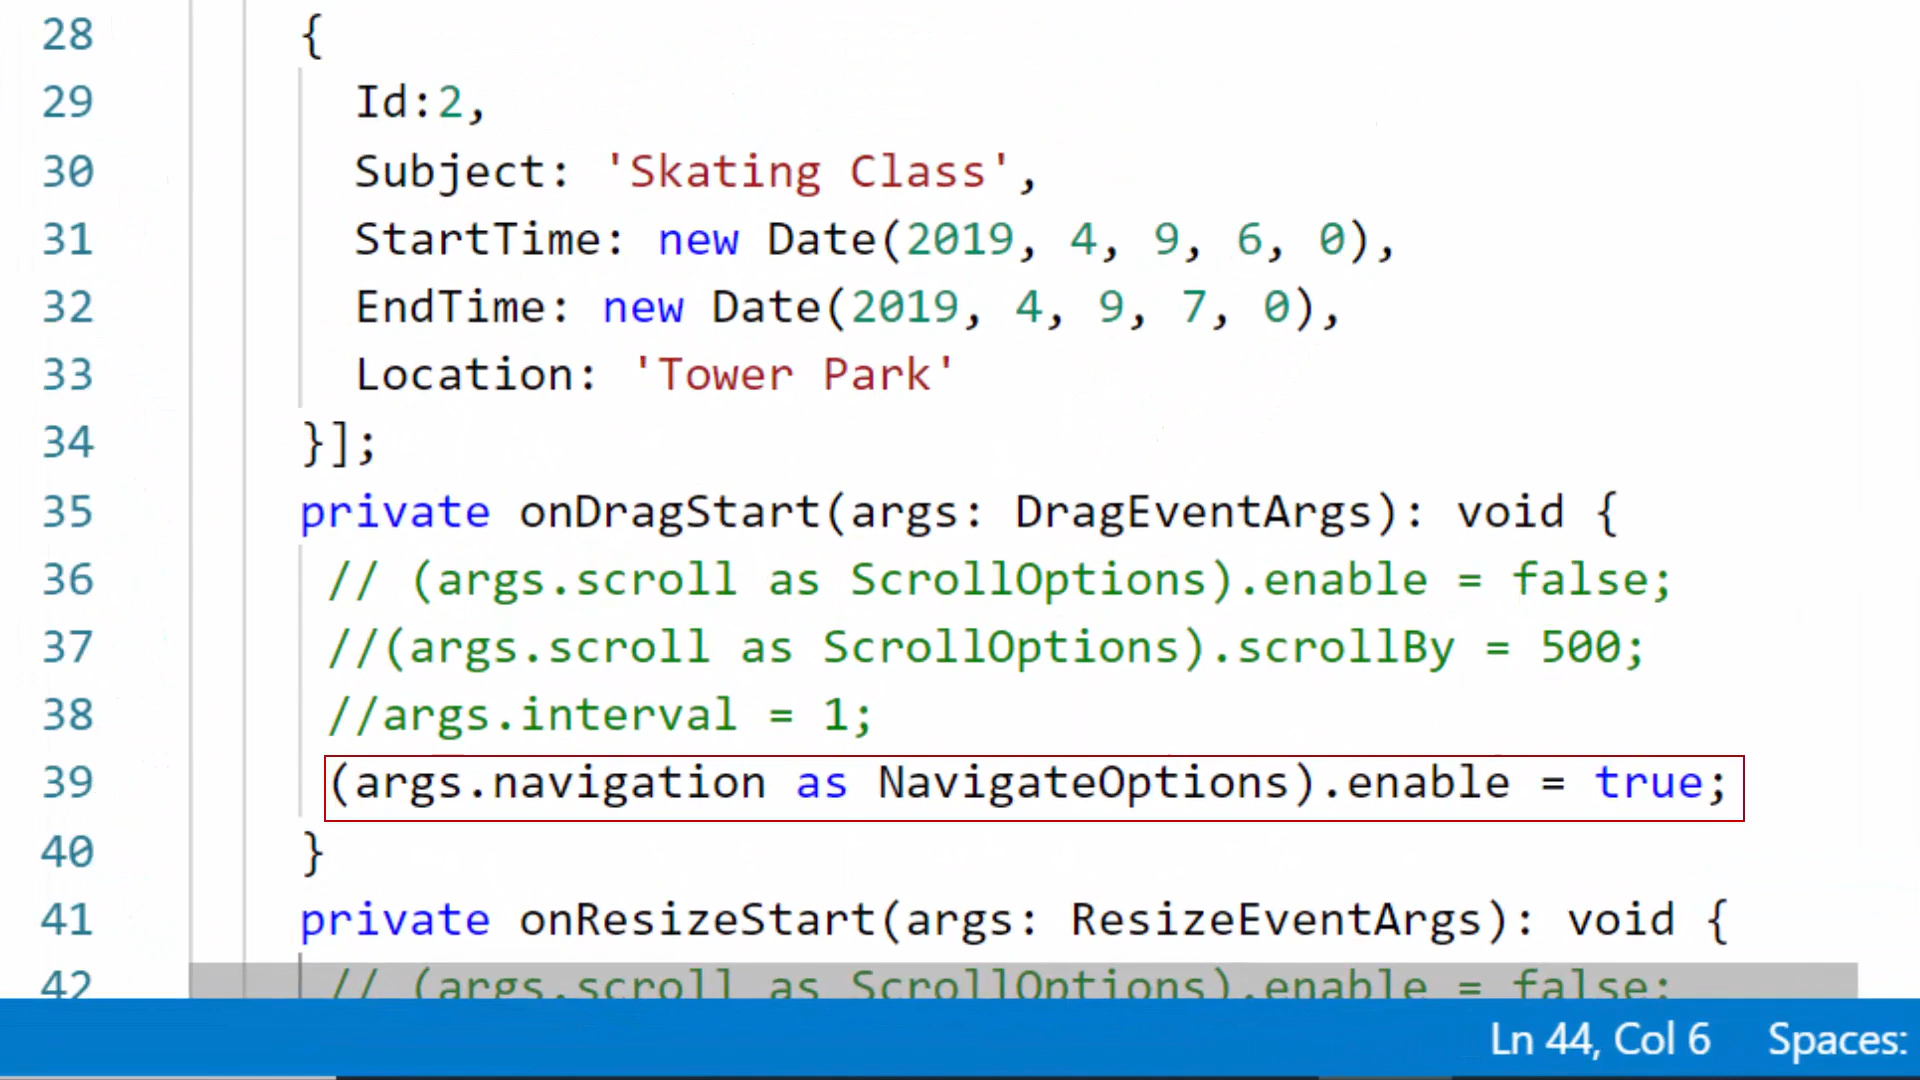 28 {
29 Id:2,
30 Subject: 'Skating Class',
31 StartTime: new Date(2019, 4, 9, 6, 0),
32 EndTime: new Date(2019, 4, 9, 7, 0),
33 Location: 'Tower Park'
34 }];
35 private onDragStart(args: DragEventArgs): void {
36 // (args.scroll as ScrollOptions).enable = false;
37 //(args.scroll as ScrollOptions).scrollBy = 500;
38 //args.interval = 1;
39 (args.navigation as NavigateOptions).enable = true;
40 }
41 private onResizeStart(args: ResizeEventArgs): void {
42 // (args.scroll as ScrollOptions).enable = false;
Ln 44, Col 6 Spaces: